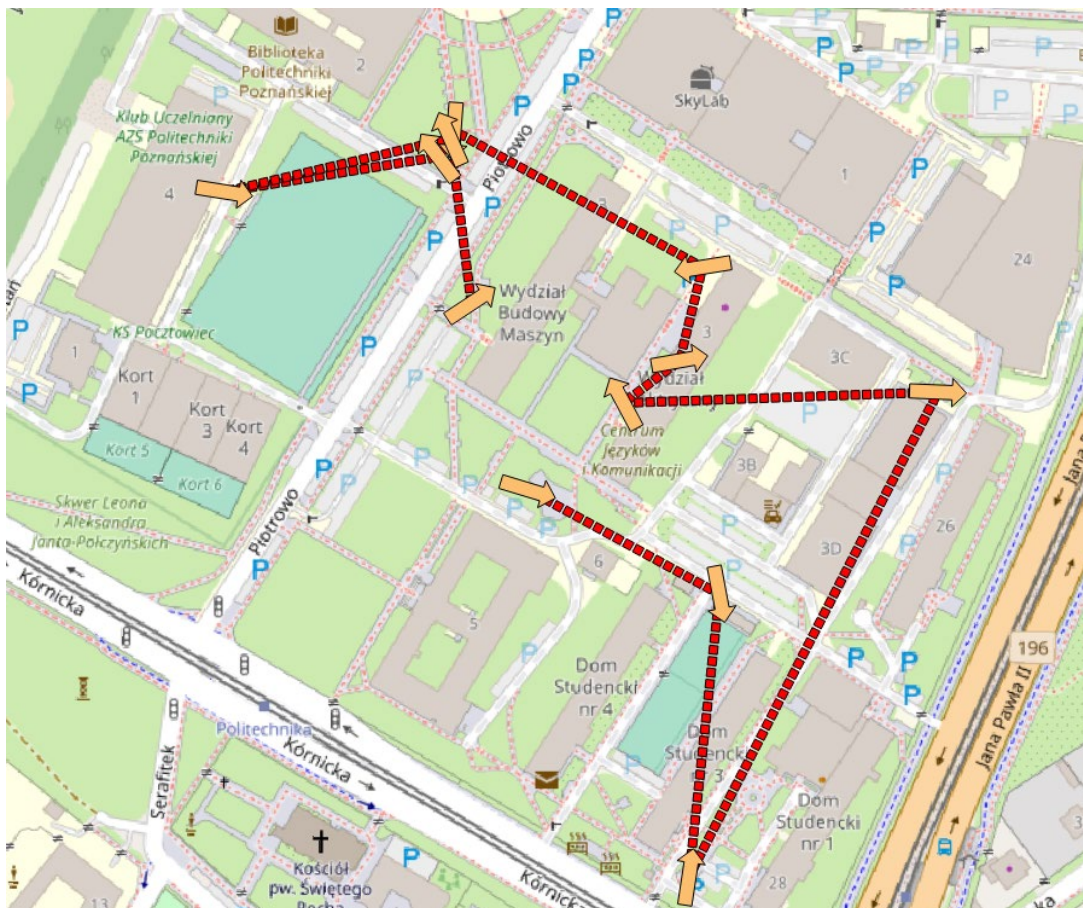 Biblioteka
Politechniki
Poznańskiej
2
P
SkyLab
Klub Uczelniany
AZS Politechniki
Poznańskiej
4
Piotrowo
1
24
Wydział
Budowy
Maszyn
3
KS Pocztowiec
1
Kort
1
Kort
3
Kort
4
Kort 5
Kort 6
3C
Wydział
Centrum
Języków
i Komunikacji
3B
3D
26
Skwer Leona
i Aleksandra
Janta-Połczyńskich
Piotrowo
Kórnicka
6
5
196
Dom
Studencki
nr 4
Jana Pawła II
Politechnika
Kórnicka
Serafitek
Dom
Studencki
Dom
Studencki
nr 1
Kościół
pw. Świętego
Kórnicka
28
13